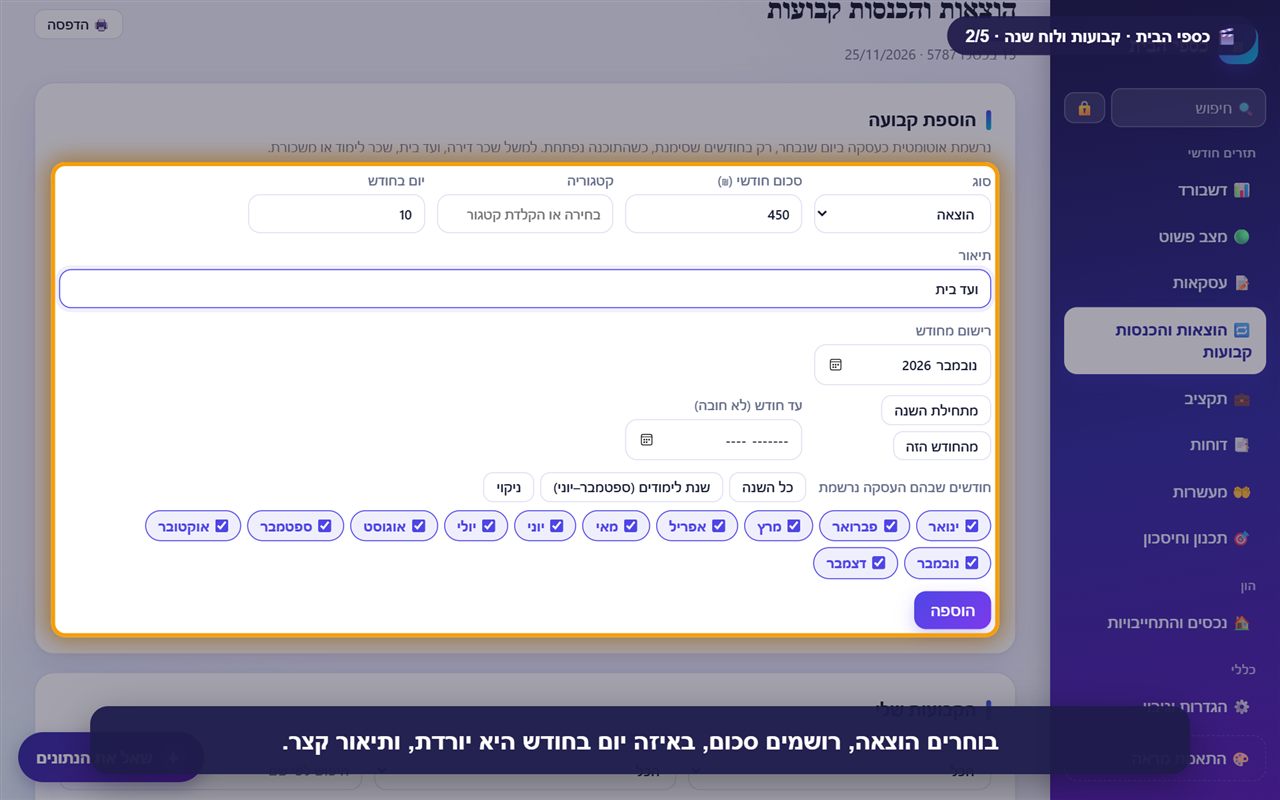 הוצאות והכנסות קבועות
הדפסה
🎬 כספי הבית · קבועות ולוח שנה · 2/5
5787 · 25/11/2026
חיפוש
תזרים חודשי
דשבורד
מצב פשוט
עסקאות
הוצאות והכנסות קבועות
תקציב
דוחות
מעשרות
תכנון וחיסכון
הון
נכסים והתחייבויות
כללי
הגדרות
התאמת מראה
הוספת קבועה
נרשמת אוטומטית כעסקה ביום שנבחר, רק בחודשים שסימנת, כשהתוכנה נפתחת. למשל שכר דירה, ועד בית, שכר לימוד או משכורת.
סוג
סכום חודשי (₪)
קטגוריה
יום בחודש
הוצאה
450
בחירה או הקלדת קטגור
10
תיאור
ועד בית
רישום מחודש
נובמבר 2026
מתחילת השנה
מהחודש הזה
עד חודש (לא חובה)
------- ----
חודשים שבהם העסקה נרשמת
כל השנה
שנת לימודים (ספטמבר–יוני)
ניקוי
ינואר
פברואר
מרץ
אפריל
מאי
יוני
יולי
אוגוסט
ספטמבר
אוקטובר
נובמבר
דצמבר
הוספה
הקבועות שלי
בוחרים הוצאה, רושמים סכום, באיזה יום בחודש היא יורדת, ותיאור קצר.
שאל את הנתונים
הכל
הכל